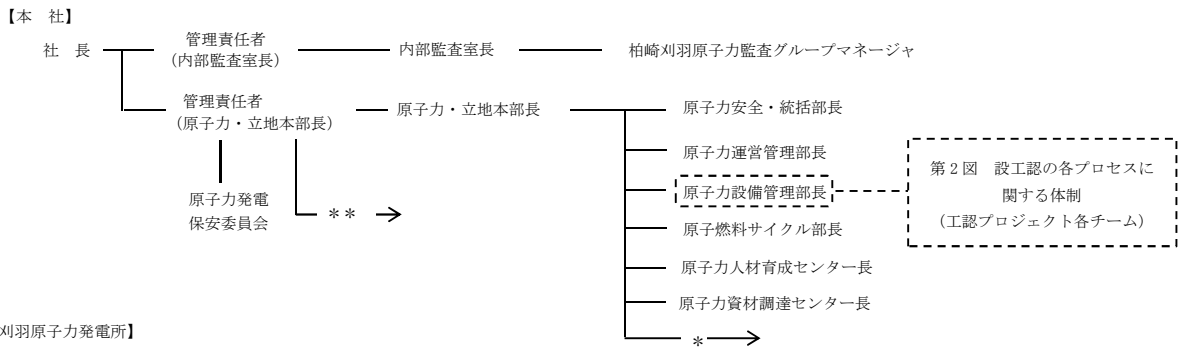 【本　社】
社　長
管理責任者
（内部監査室長）
内部監査室長
柏崎刈羽原子力監査グループマネージャ
管理責任者
（原子力・立地本部長）
原子力・立地本部長
原子力発電
保安委員会
＊＊
原子力安全・統括部長
原子力運営管理部長
原子力設備管理部長
原子燃料サイクル部長
原子力人材育成センター長
原子力資材調達センター長
＊
第２図　設工認の各プロセスに
関する体制
（工認プロジェクト各チーム）
刈羽原子力発電所】